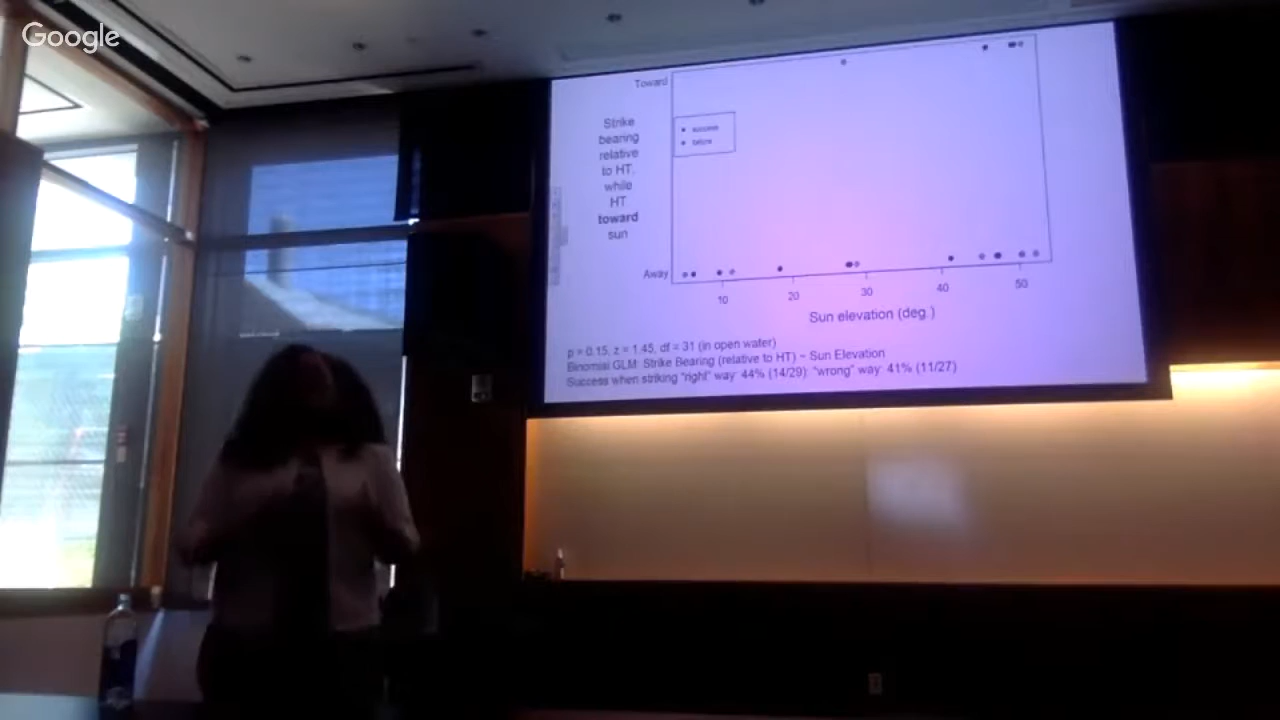 Google
Toward
Strike
bearing
relative
to HT.
while
HT
toward
sun
success
failure
Away
10
20
30
40
50
Sun elevation (deg.)
p = 0.15, z = 1.45, df = 31 (in open water)
Binomial GLM: Strike Bearing (relative to HT) ~ Sun Elevation
Success when striking "right" way: 44% (14/29); "wrong" way: 41% (11/27)